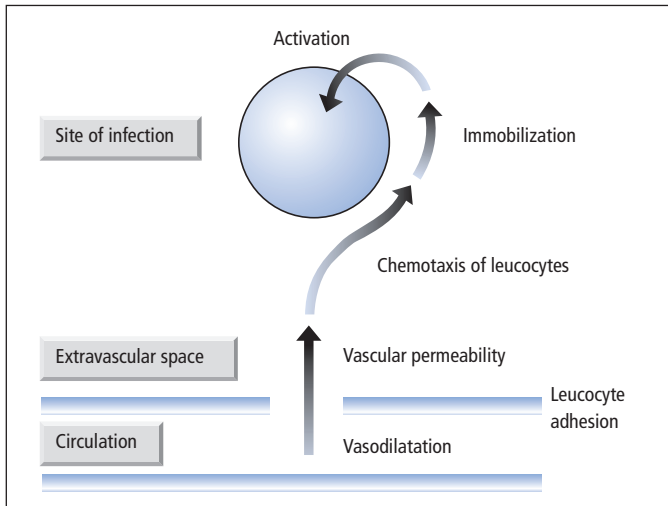 Activation
Site of infection
Immobilization
Chemotaxis of leucocytes
Extravascular space
Vascular permeability
Leucocyte
adhesion
Circulation
Vasodilatation